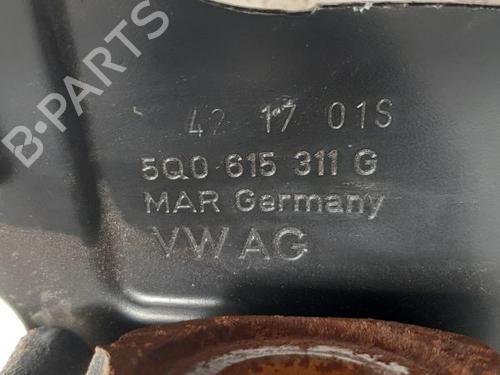 42 17 01S
5Q0 615 311 G
MAR Germany
VW AG
B-PARTS